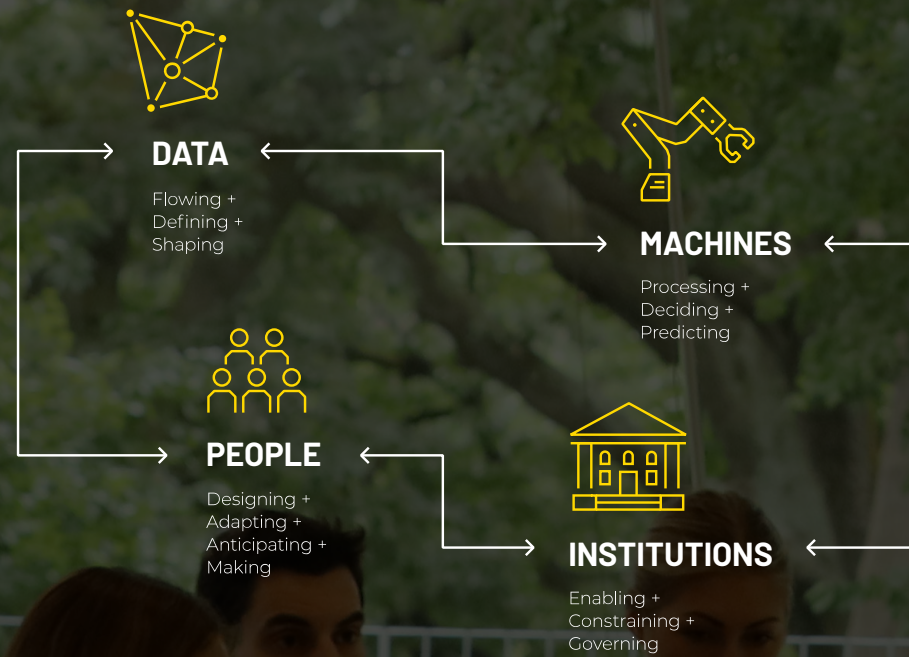 DATA
Flowing +
Defining +
Shaping
MACHINES
Processing +
Deciding +
Predicting
PEOPLE
Designing +
Adapting +
Anticipating +
Making
INSTITUTIONS
Enabling +
Constraining +
Governing